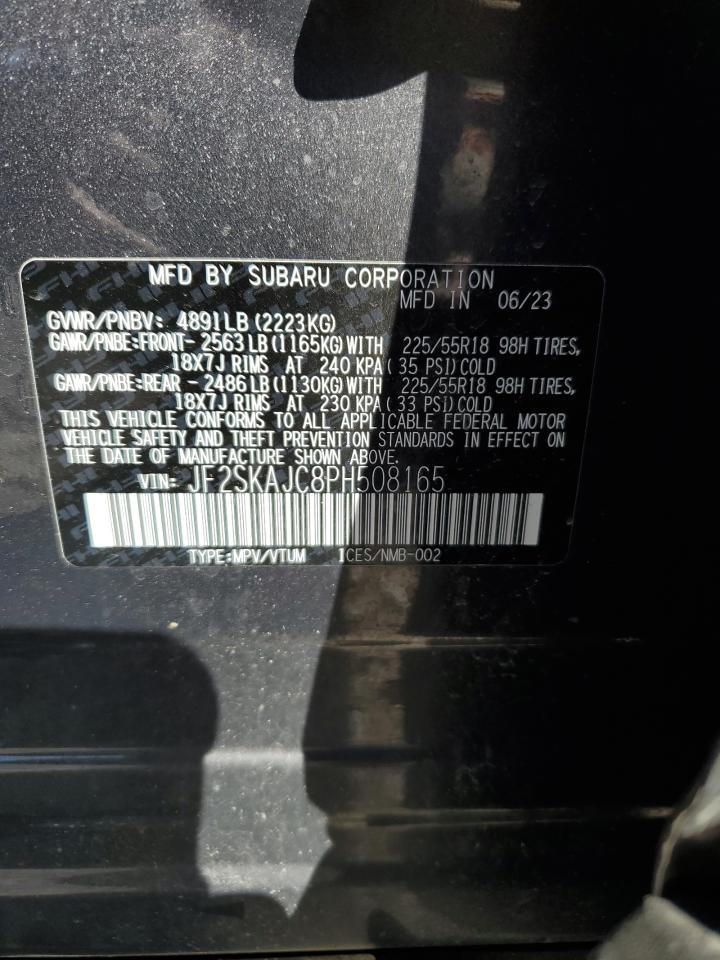 MFD BY SUBARU CORPORATION
MFD IN 06/23
GVWR/PNBV: 4891LB (2223KG)
GAWR/PNBE:FRONT- 2563 LB (1165KG) WITH 225/55R18 98H TIRES,
18X7J RIMS AT 240 KPA( 35 PSI) COLD
GAWR/PNBE:REAR - 2486 LB (1130KG) WITH 225/55R18 98H TIRES,
18X7J RIMS AT 230 KPA( 33 PSI) COLD
THIS VEHICLE CONFORMS TO ALL APPLICABLE FEDERAL MOTOR
VEHICLE SAFETY AND THEFT PREVENTION STANDARDS IN EFFECT ON
THE DATE OF MANUFACTURE SHOWN ABOVE.
VIN: JF2SKAJC8PH508165
TYPE:MPV/VTUM ICES/NMB-002